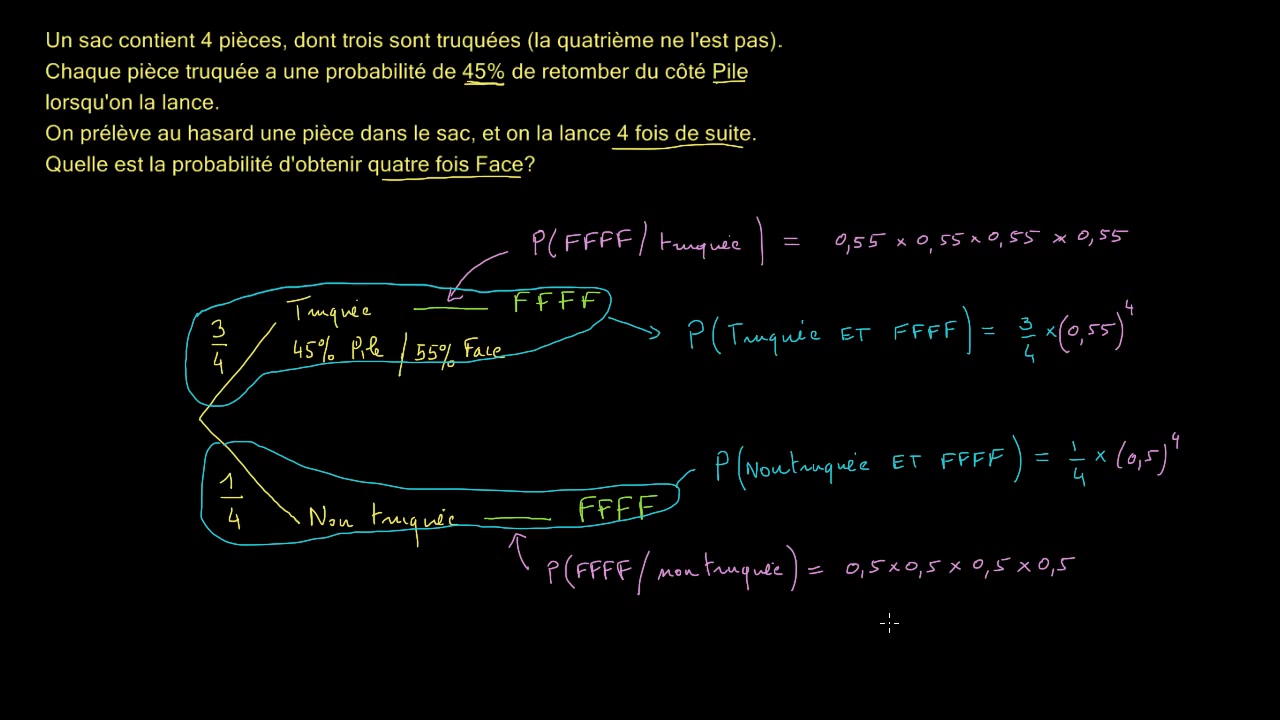 Un sac contient 4 pièces, dont trois sont truquées (la quatrième ne l'est pas).
Chaque pièce truquée a une probabilité de 45% de retomber du côté Pile
lorsqu'on la lance.
On prélève au hasard une pièce dans le sac, et on la lance 4 fois de suite.
Quelle est la probabilité d'obtenir quatre fois Face?
P(FFFF/truquée) = 0,55 × 0,55 × 0,55 × 0,55
3/4 Truquée FFFF
45% Pile / 55% Face
P(Truquée ET FFFF) = 3/4 × (0,55)^4
P(Non truquée ET FFFF) = 1/4 × (0,5)^4
1/4 Non truquée FFFF
P(FFFF/non truquée) = 0,5 × 0,5 × 0,5 × 0,5